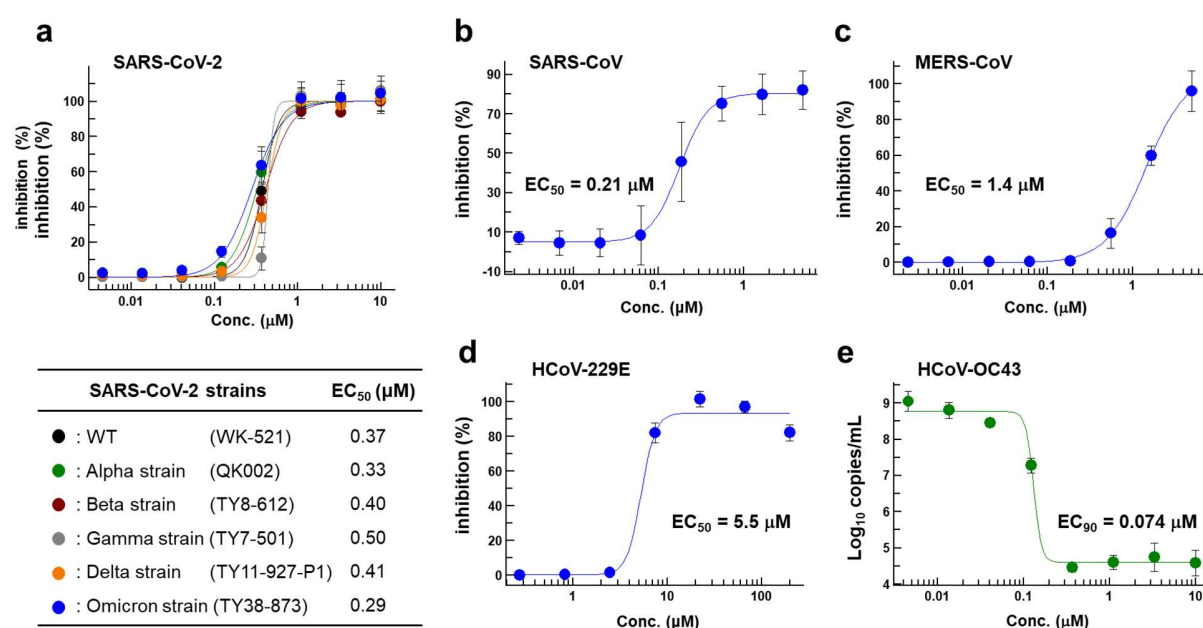 a
SARS-CoV-2
inhibition (%)
inhibition (%)
100
80
60
40
20
0
0.01 0.1 1 10
Conc. (μM)
b
SARS-CoV
inhibition (%)
90
70
50
30
10
-10
EC50 = 0.21 μM
0.01 0.1 1
Conc. (μM)
c
MERS-CoV
inhibition (%)
100
80
60
40
20
0
EC50 = 1.4 μM
0.01 0.1 1
Conc. (μM)
SARS-CoV-2 strains EC50 (μM)
: WT (WK-521) 0.37
: Alpha strain (QK002) 0.33
: Beta strain (TY8-612) 0.40
: Gamma strain (TY7-501) 0.50
: Delta strain (TY11-927-P1) 0.41
: Omicron strain (TY38-873) 0.29
d
HCoV-229E
inhibition (%)
100
80
60
40
20
0
EC50 = 5.5 μM
1 10 100
Conc. (μM)
e
HCoV-OC43
Log10 copies/mL
9
8
7
6
5
4
EC90 = 0.074 μM
0.01 0.1 1 10
Conc. (μM)